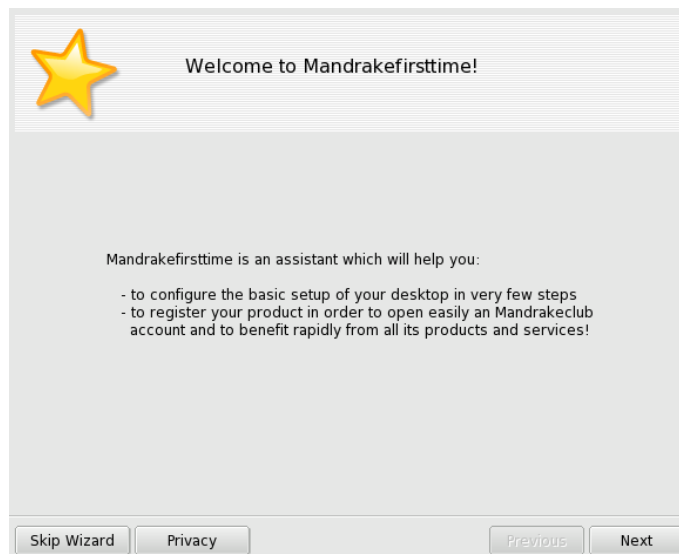 Welcome to Mandrakefirsttime!
Mandrakefirsttime is an assistant which will help you:
- to configure the basic setup of your desktop in very few steps
- to register your product in order to open easily an Mandrakeclub
account and to benefit rapidly from all its products and services!
Skip Wizard Privacy Previous Next